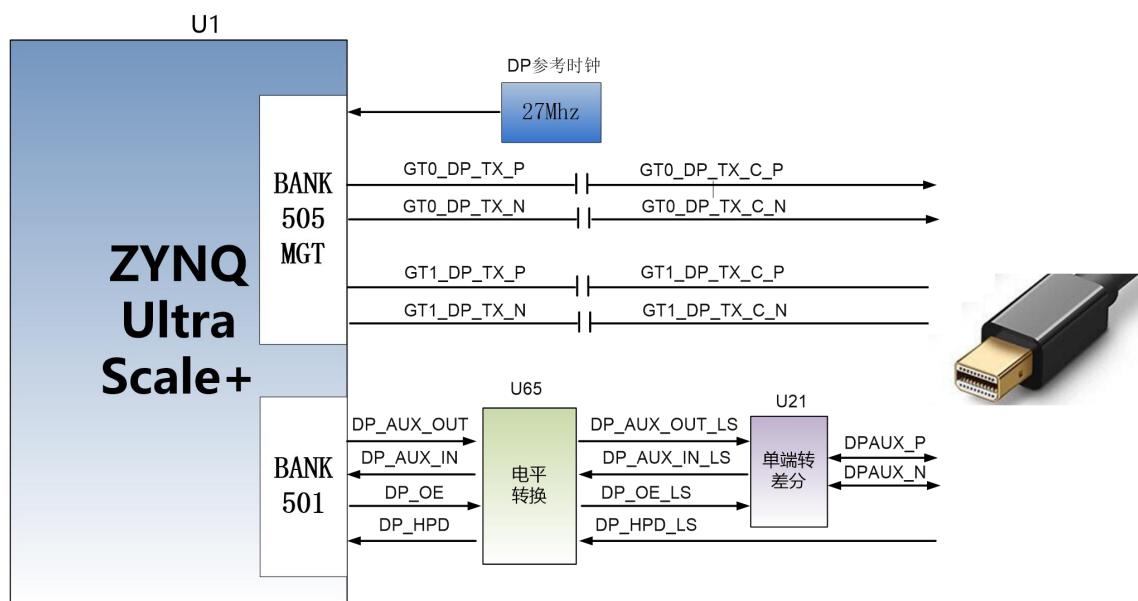 U1
DP参考时钟
27Mhz
BANK
505
MGT
GT0_DP_TX_P
GT0_DP_TX_C_P
GT0_DP_TX_N
GT0_DP_TX_C_N
GT1_DP_TX_P
GT1_DP_TX_C_P
GT1_DP_TX_N
GT1_DP_TX_C_N
ZYNQ
Ultra
Scale+
BANK
501
U65
U21
DP_AUX_OUT
DP_AUX_IN
DP_OE
DP_HPD
电平
转换
DP_AUX_OUT_LS
DP_AUX_IN_LS
DP_OE_LS
DP_HPD_LS
单端转
差分
DPAUX_P
DPAUX_N